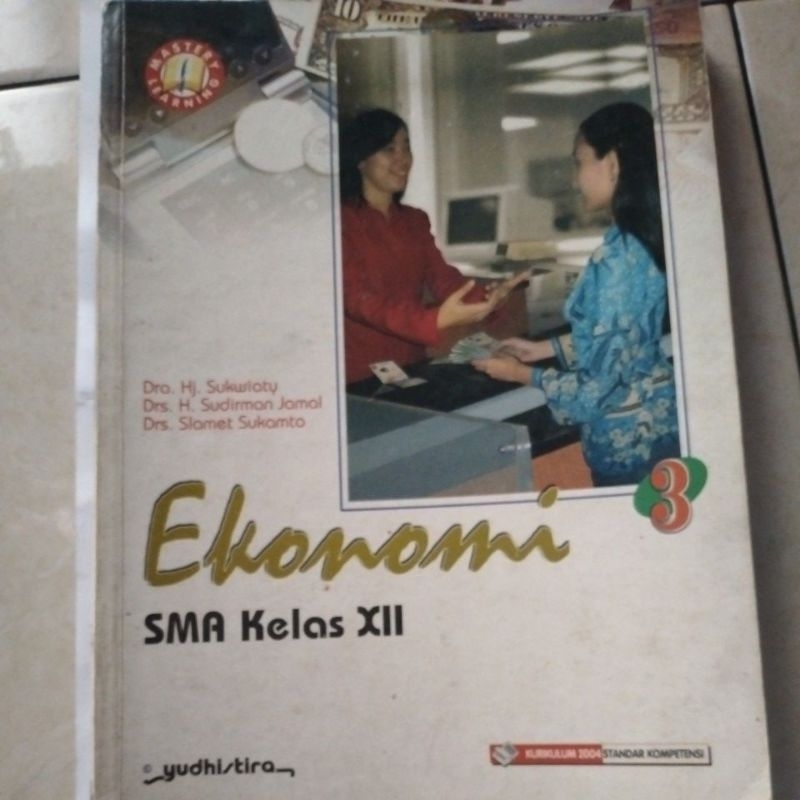 MASTERY
LEARNING
10
Dra. Hj. Sukwiaty
Drs. H. Sudirman Jamal
Drs. Slamet Sukamto
Ekonomi
3
SMA Kelas XII
© yudhistira
KURIKULUM 2004 STANDAR KOMPETENSI